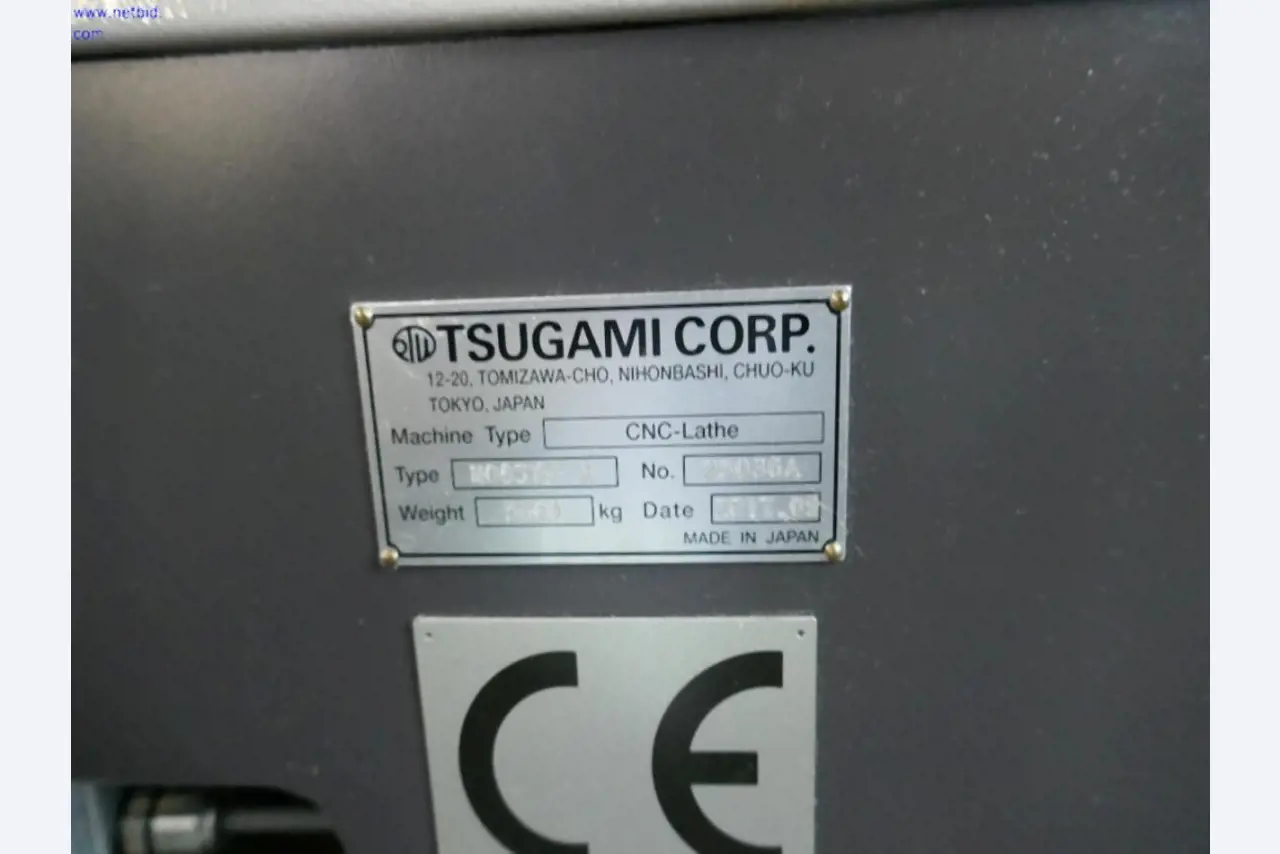 www.netbid.
com
TSUGAMI CORP.
12-20, TOMIZAWA-CHO, NIHONBASHI, CHUO-KU
TOKYO, JAPAN
Machine Type CNC-Lathe
Type No.
Weight kg Date
MADE IN JAPAN
CE